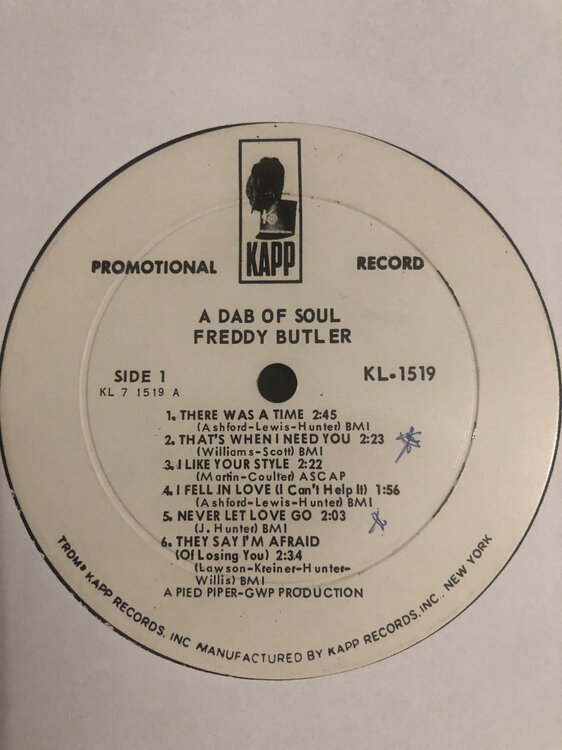 KAPP
PROMOTIONAL RECORD
A DAB OF SOUL
FREDDY BUTLER
SIDE 1 KL-1519
KL 7 1519 A
1. THERE WAS A TIME 2:45
(Ashford-Lewis-Hunter) BMI
2. THAT'S WHEN I NEED YOU 2:23
(Williams-Scott) BMI
3. I LIKE YOUR STYLE 2:22
(Martin-Coulter) ASCAP
4. I FELL IN LOVE (I Can't Help It) 1:56
(Ashford-Lewis-Hunter) BMI
5. NEVER LET LOVE GO 2:03
(J. Hunter) BMI
6. THEY SAY I'M AFRAID
(Of Losing You) 2:34
(Lawson-Kreiner-Hunter-
Willis) BMI
A PIED PIPER-GWP PRODUCTION
TRDM® KAPP RECORDS, INC MANUFACTURED BY KAPP RECORDS, INC., NEW YORK